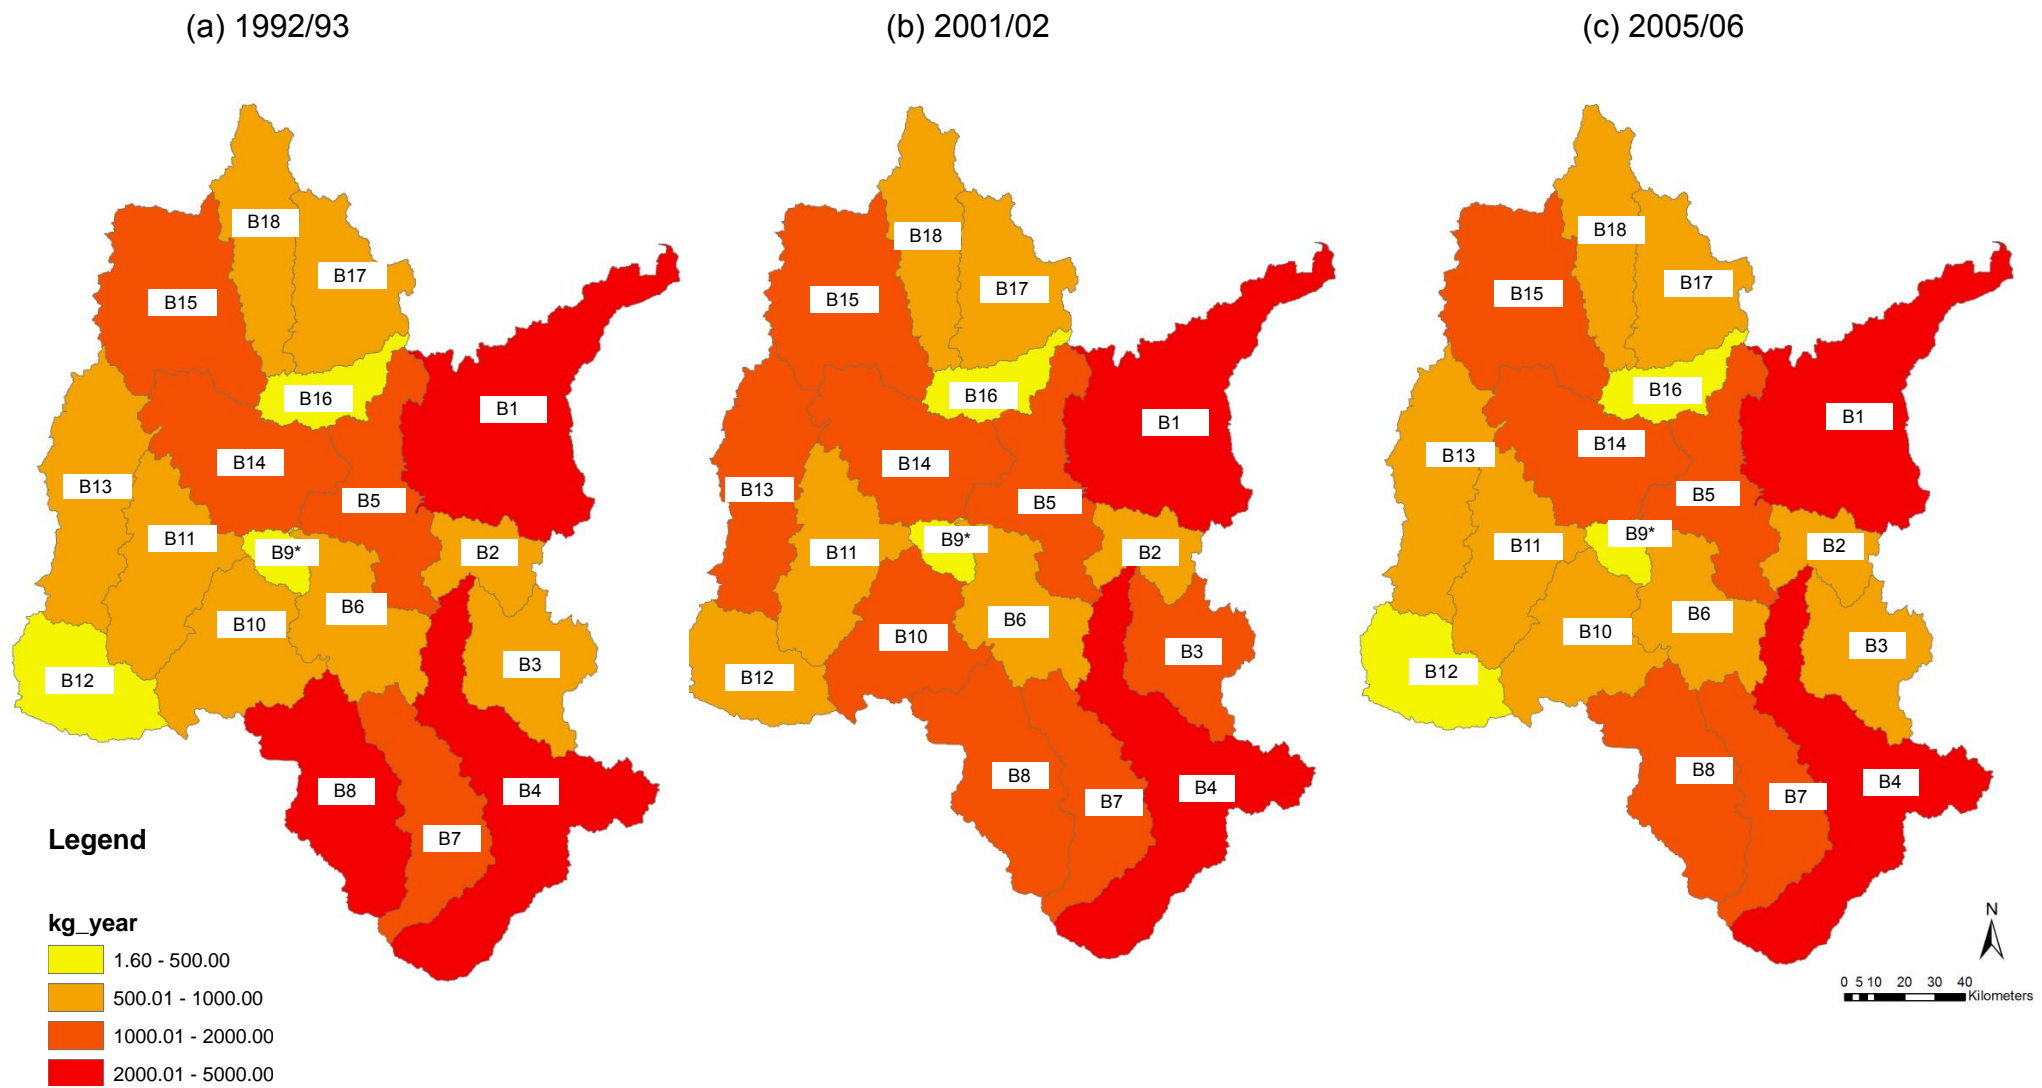 (a) 1992/93
(b) 2001/02
(c) 2005/06
B18
B17
B15
B16
B1
B14
B13
B5
B11
B9*
B2
B6
B10
B3
B12
B8
B4
B7
B18
B17
B15
B16
B1
B14
B13
B5
B9*
B11
B2
B6
B10
B3
B12
B8
B4
B7
B18
B17
B15
B16
B1
B14
B13
B5
B9*
B11
B2
B6
B10
B3
B12
B8
B4
B7
Legend
kg_year
1.60 - 500.00
500.01 - 1000.00
1000.01 - 2000.00
2000.01 - 5000.00
N
0 5 10 20 30 40
Kilometers